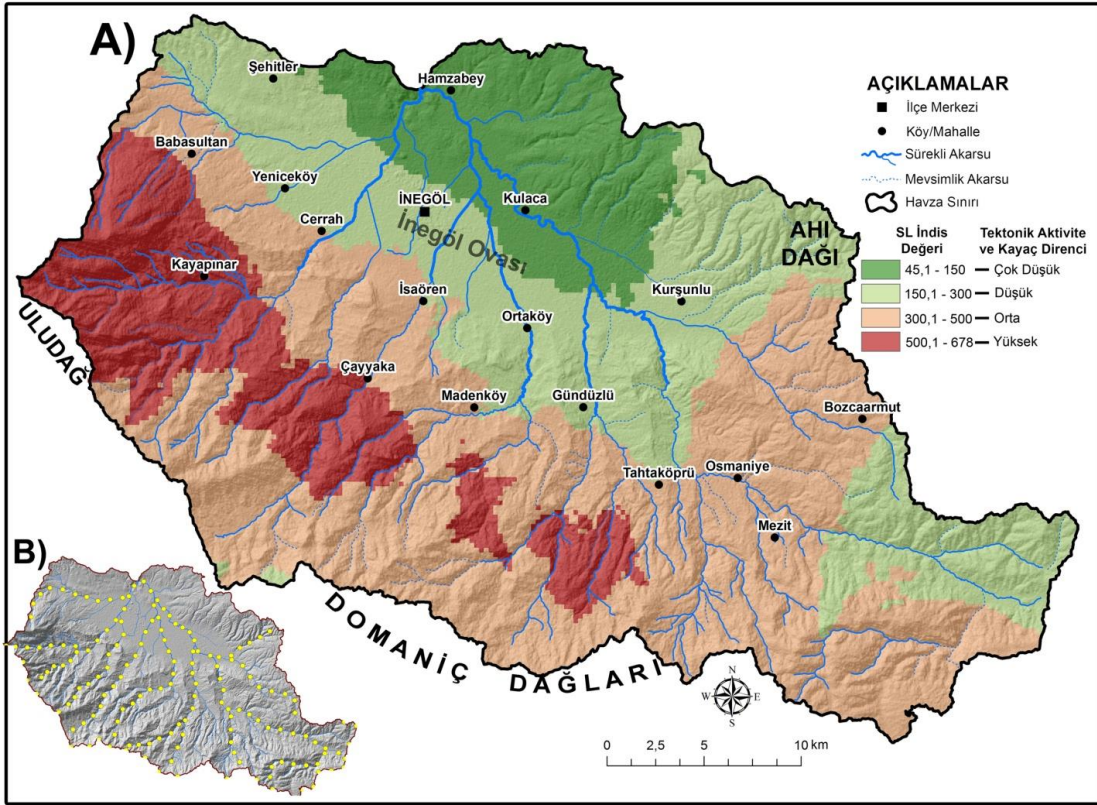 A)
Şehitler
Hamzabey
Babasultan
Yeniceköy
İNEGÖL
Kulaca
İnegöl Ovası
Cerrah
AHI
DAĞI
Kayapınar
İsaören
Kurşunlu
Ortaköy
ULUDAĞ
Çayyaka
Madenköy
Gündüzlü
Bozcaarmut
Tahtaköprü
Osmaniye
Mezit
DOMANİÇ DAĞLARI
AÇIKLAMALAR
İlçe Merkezi
Köy/Mahalle
Sürekli Akarsu
Mevsimlik Akarsu
Havza Sınırı
SL İndis
Değeri
Tektonik Aktivite
ve Kayaç Direnci
45,1 - 150 — Çok Düşük
150,1 - 300 — Düşük
300,1 - 500 — Orta
500,1 - 678 — Yüksek
B)
N
W E
S
0 2,5 5 10 km